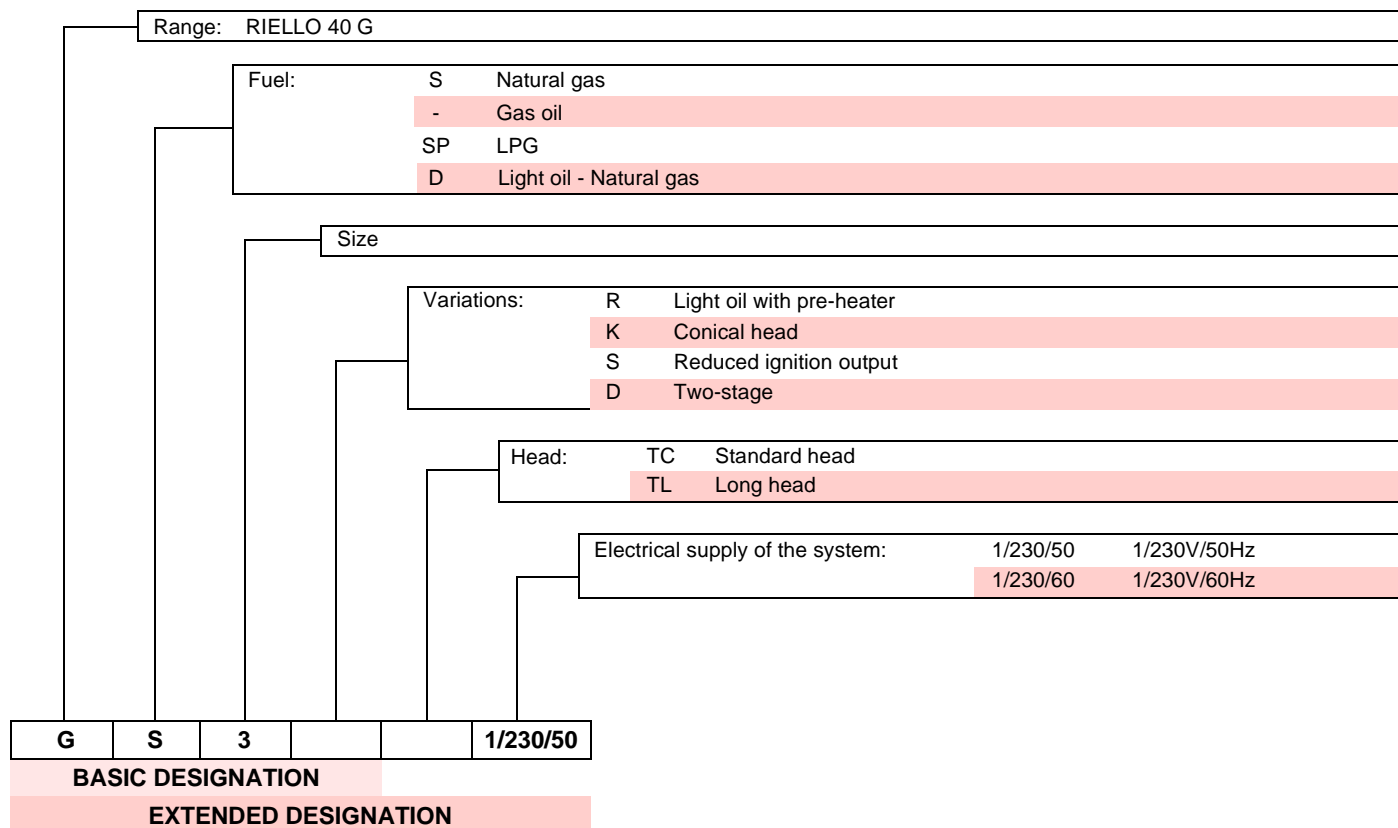 Range: RIELLO 40 G
Fuel: S Natural gas
- Gas oil
SP LPG
D Light oil - Natural gas
Size
Variations: R Light oil with pre-heater
K Conical head
S Reduced ignition output
D Two-stage
Head: TC Standard head
TL Long head
Electrical supply of the system: 1/230/50 1/230V/50Hz
1/230/60 1/230V/60Hz
G S 3 1/230/50
BASIC DESIGNATION
EXTENDED DESIGNATION